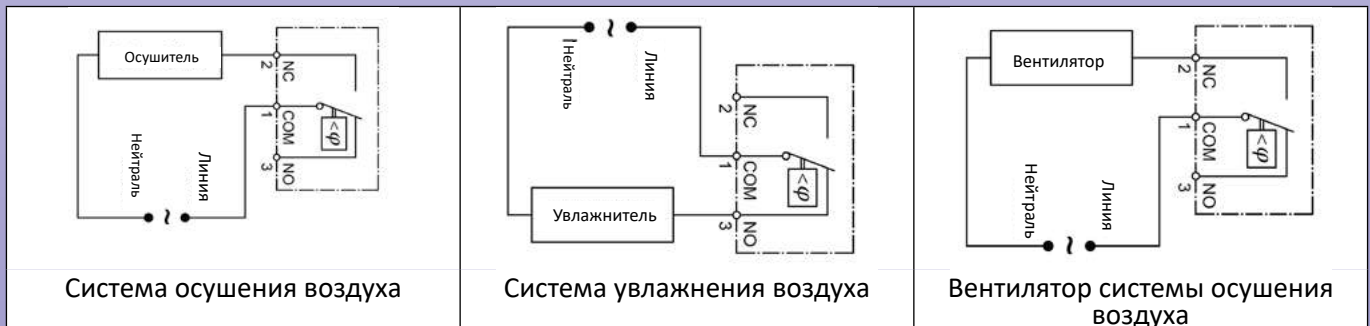 Осушитель
2
NC
1
COM
<φ
3
NO
Нейтраль
Линия
~
Система осушения воздуха
Нейтраль
~
Линия
2
NC
1
COM
<φ
Увлажнитель
3
NO
Система увлажнения воздуха
Вентилятор
2
NC
1
COM
<φ
3
NO
Нейтраль
Линия
~
Вентилятор системы осушения
воздуха